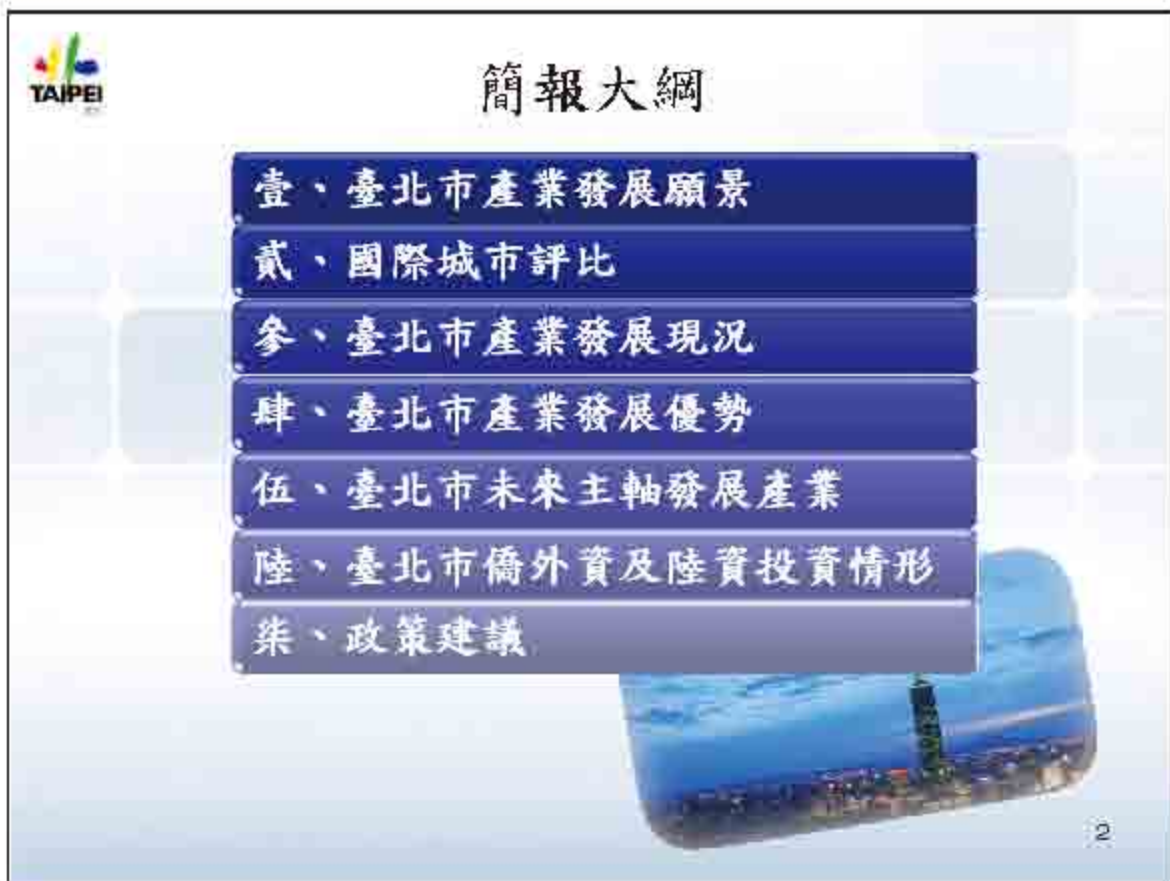 TAIPEI
簡報大綱
壹、臺北市產業發展願景
貳、國際城市評比
參、臺北市產業發展現況
肆、臺北市產業發展優勢
伍、臺北市未來主軸發展產業
陸、臺北市僑外資及陸資投資情形
柒、政策建議
2